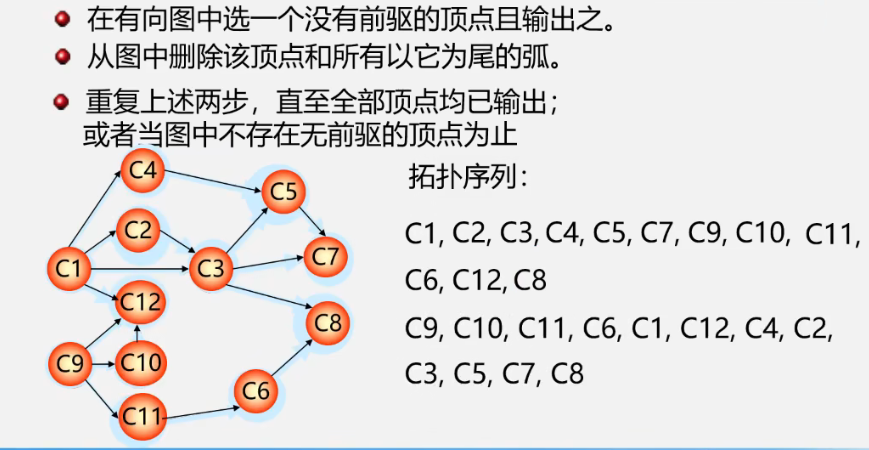 在有向图中选一个没有前驱的顶点且输出之。
从图中删除该顶点和所有以它为尾的弧。
重复上述两步，直至全部顶点均已输出；
或者当图中不存在无前驱的顶点为止
拓扑序列：
C1, C2, C3, C4, C5, C7, C9, C10, C11,
C6, C12, C8
C9, C10, C11, C6, C1, C12, C4, C2,
C3, C5, C7, C8
C4
C5
C2
C7
C1
C3
C12
C8
C9
C10
C6
C11